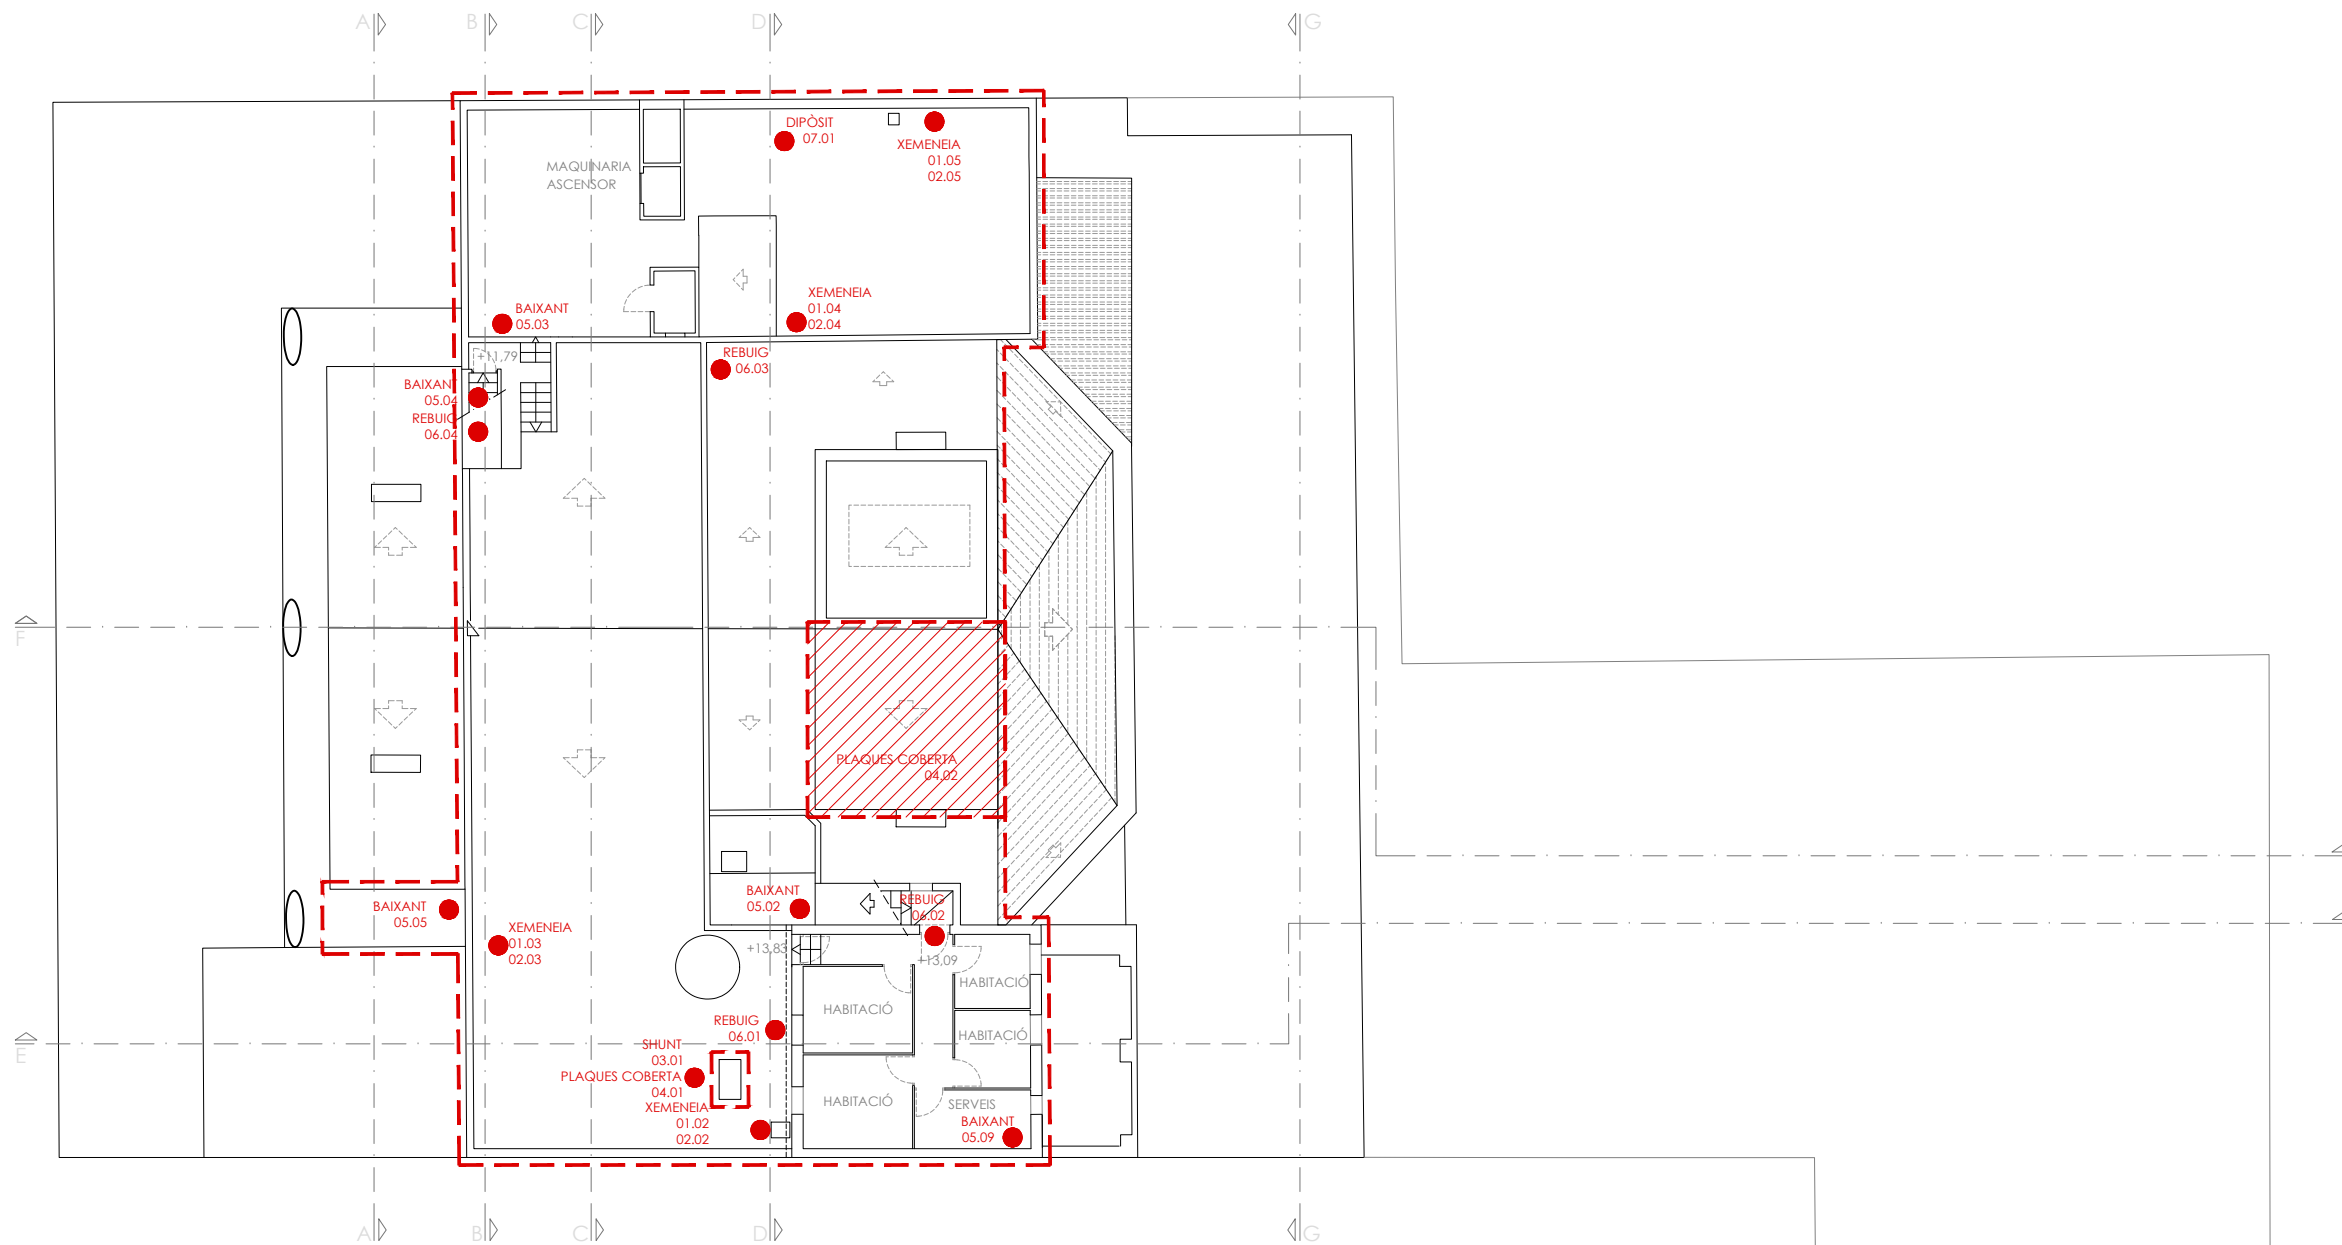 A
B
C
D
G
DIPÒSIT
07.01
XEMENEIA
01.05
02.05
MAQUINARIA
ASCENSOR
XEMENEIA
01.04
02.04
BAIXANT
05.03
+11,79
REBUIG
06.03
BAIXANT
05.04
REBUIG
06.04
F
PLAQUES COBERTA
04.02
BAIXANT
05.02
REBUIG
06.02
BAIXANT
05.05
XEMENEIA
01.03
02.03
+13,83
+13,09
HABITACIÓ
HABITACIÓ
REBUIG
06.01
HABITACIÓ
E
SHUNT
03.01
PLAQUES COBERTA
04.01
XEMENEIA
01.02
02.02
HABITACIÓ
SERVEIS
BAIXANT
05.09
A
B
C
D
G